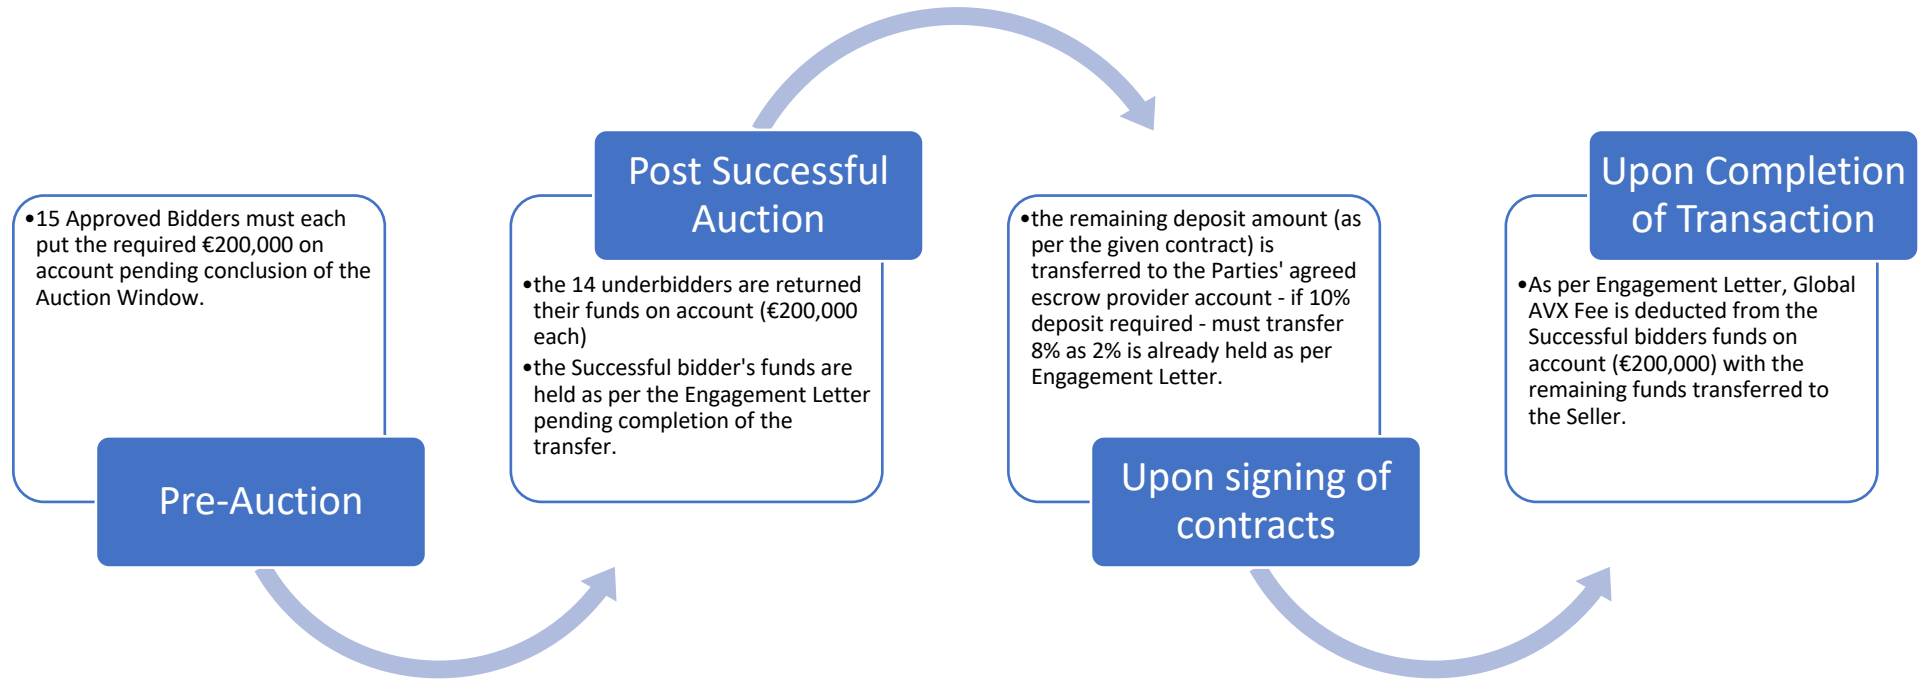 •15 Approved Bidders must each
put the required €200,000 on
account pending conclusion of the
Auction Window.
Pre-Auction
Post Successful
Auction
•the 14 underbidders are returned
their funds on account (€200,000
each)
•the Successful bidder's funds are
held as per the Engagement Letter
pending completion of the
transfer.
•the remaining deposit amount (as
per the given contract) is
transferred to the Parties' agreed
escrow provider account - if 10%
deposit required - must transfer
8% as 2% is already held as per
Engagement Letter.
Upon signing of
contracts
Upon Completion
of Transaction
•As per Engagement Letter, Global
AVX Fee is deducted from the
Successful bidders funds on
account (€200,000) with the
remaining funds transferred to
the Seller.